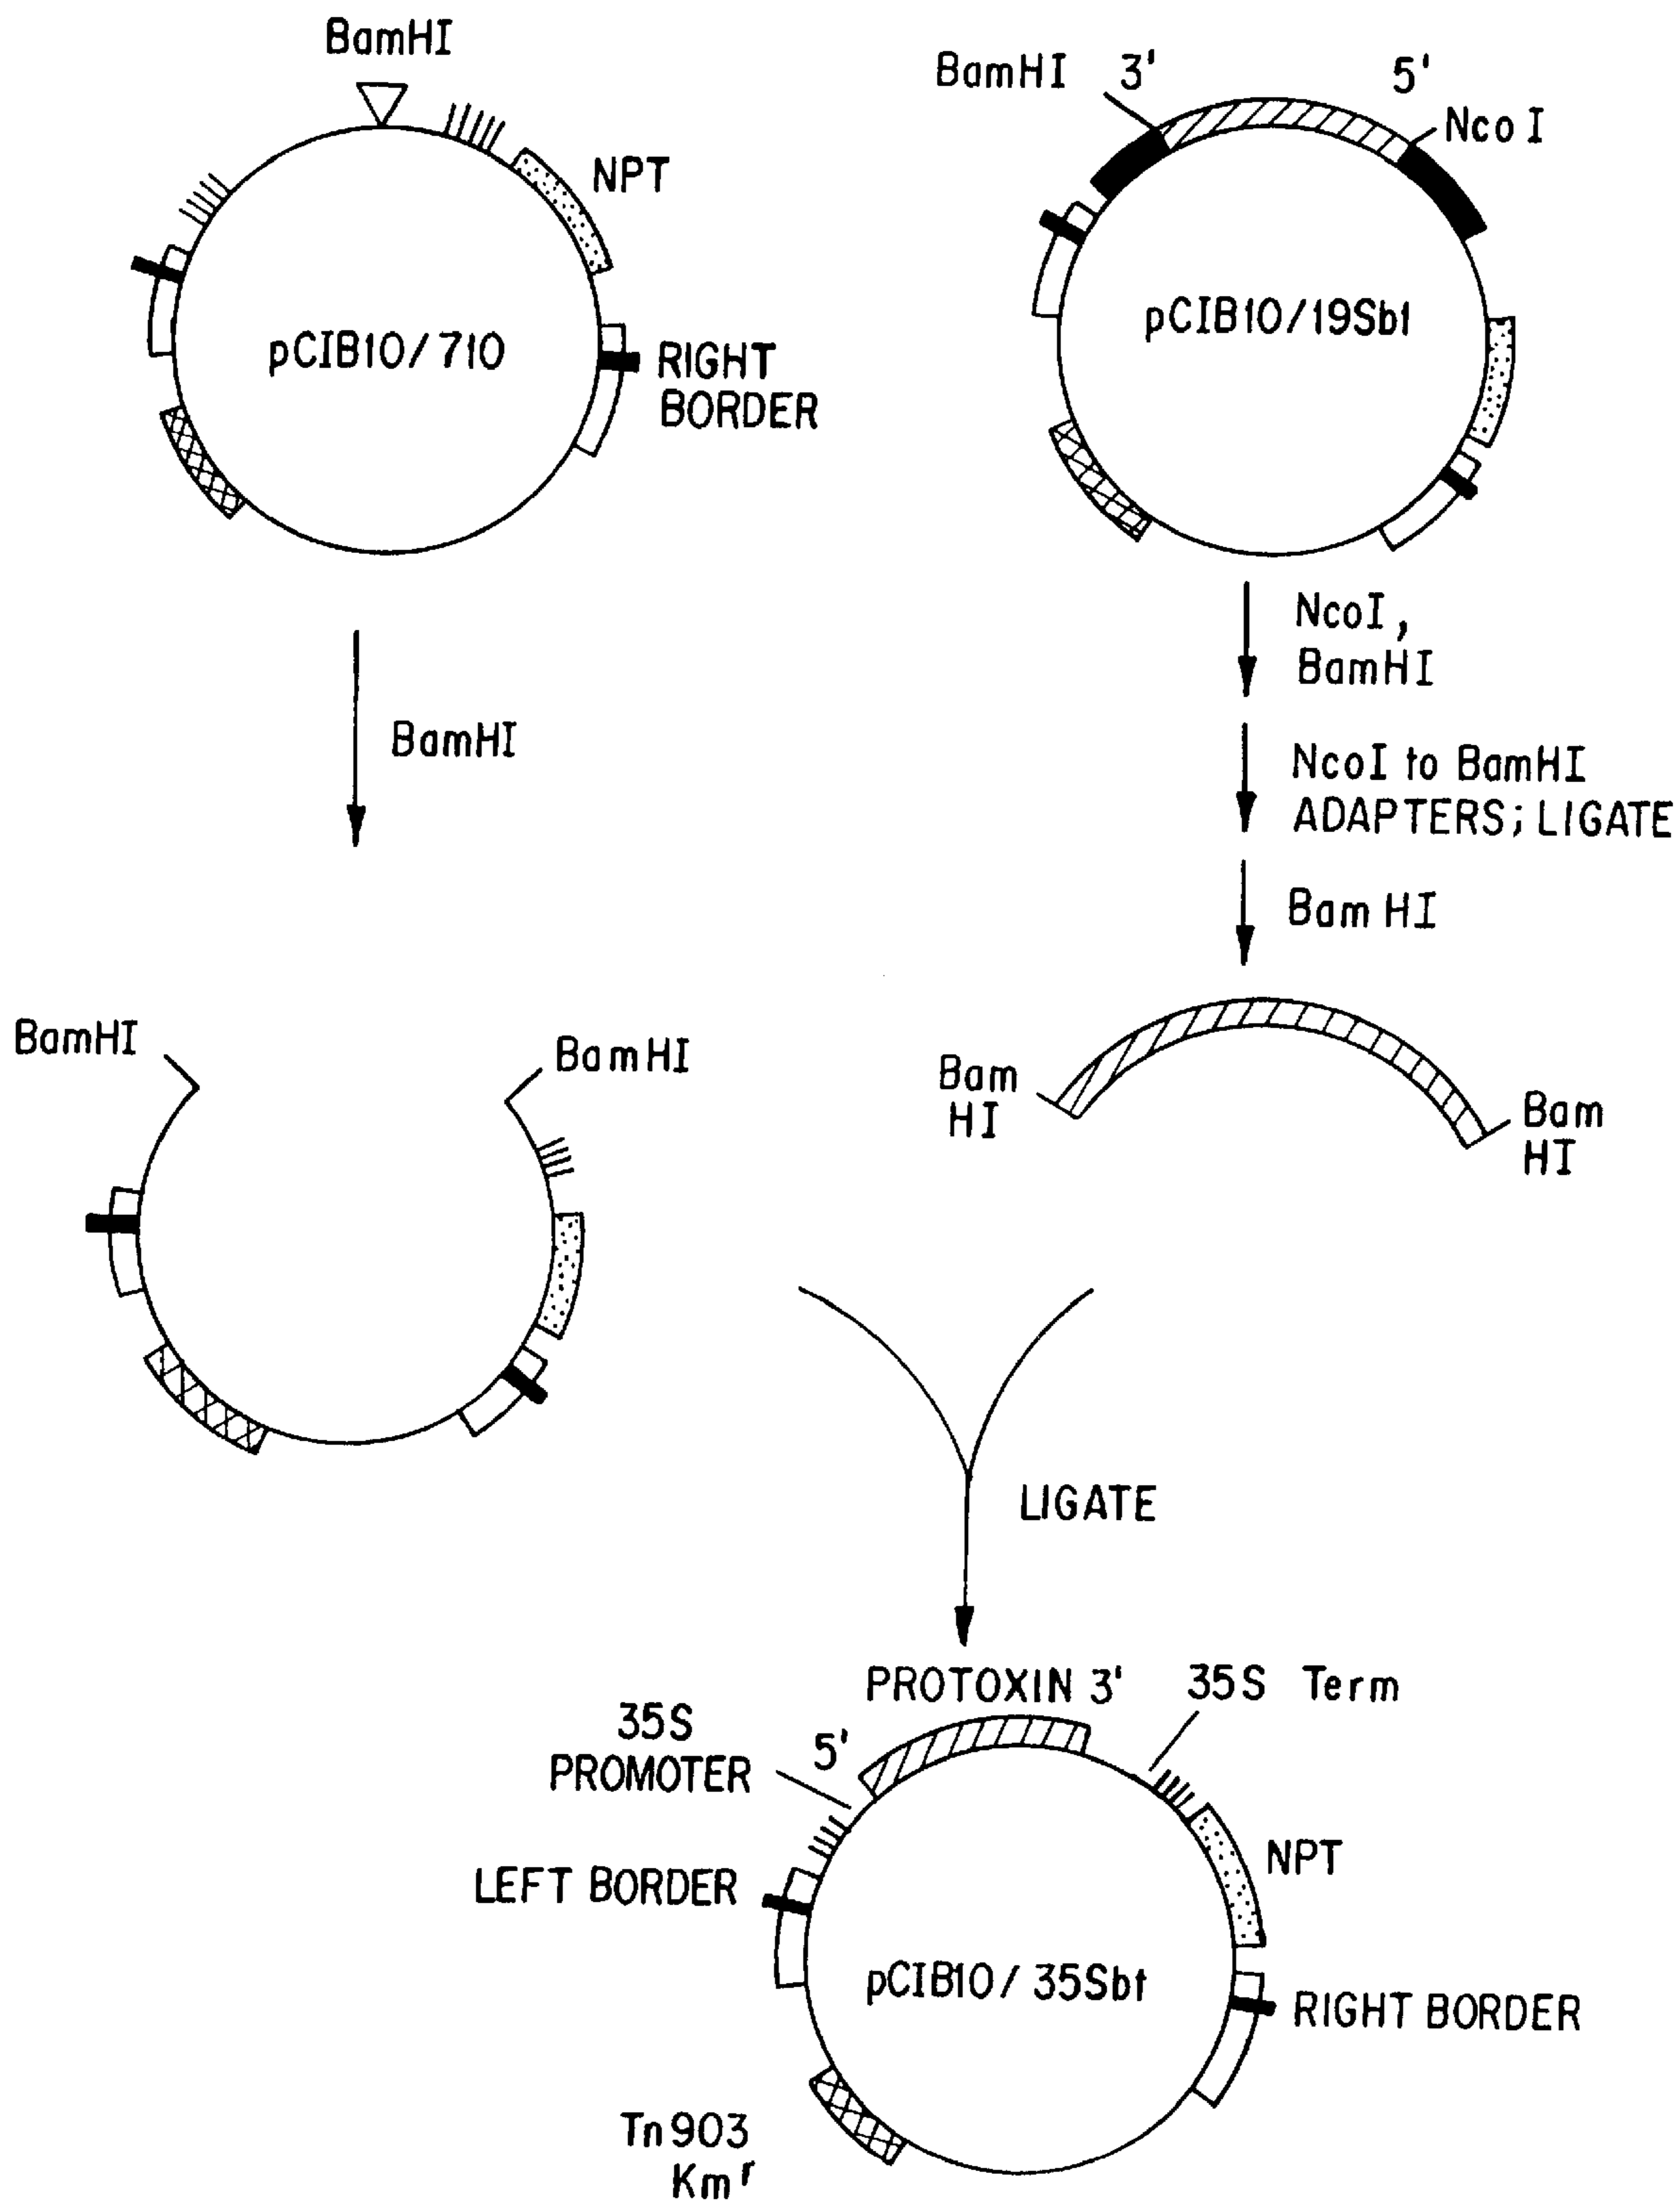 BamHI
NPT
pCIB10/710
RIGHT
BORDER
BamHI
BamHI 3'
5'
NcoI
pCIB10/19Sbt
NcoI,
BamHI
NcoI to BamHI
ADAPTERS; LIGATE
Bam HI
BamHI
BamHI
Bam
HI
Bam
HI
LIGATE
PROTOXIN 3'
35S Term
35S
PROMOTER
5'
NPT
LEFT BORDER
pCIB10/35Sbt
RIGHT BORDER
Tn903
Kmr